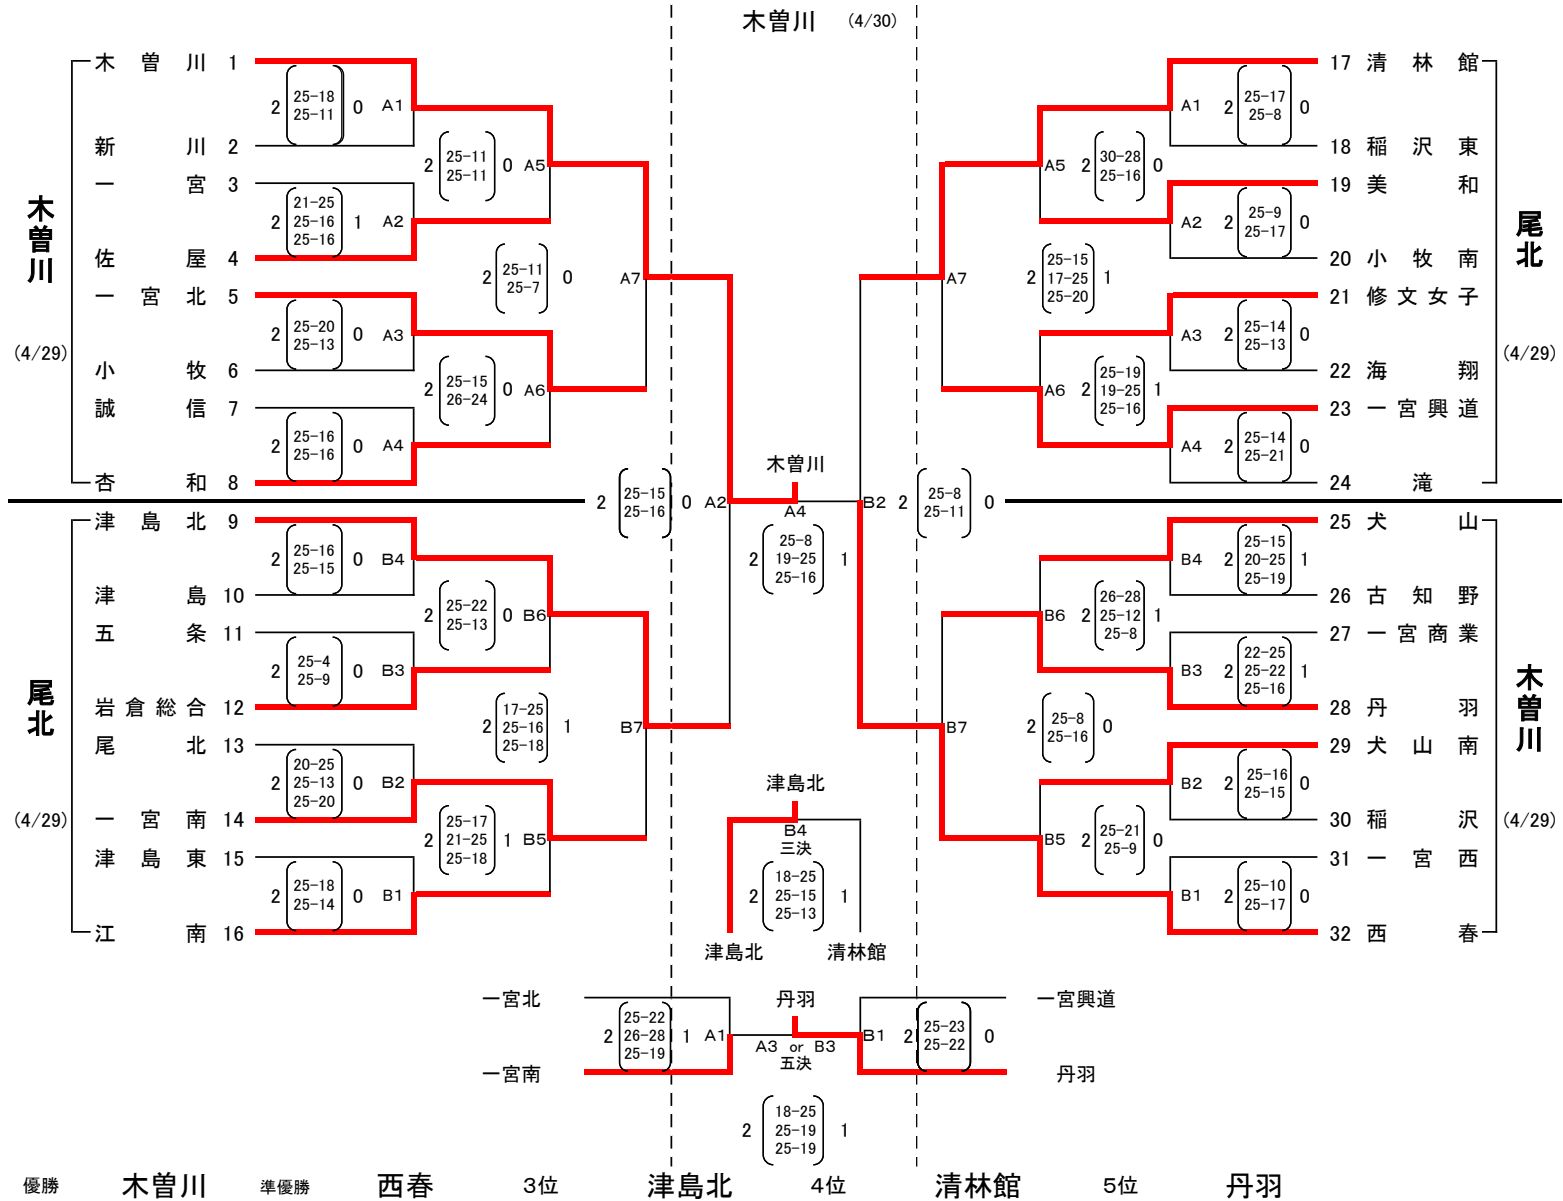 木曽川 (4/30)
木曽川 1
2 25-18 25-11 0 A1
新川 2
一宮 3
2 21-25 25-16 25-16 1 A2
佐屋 4
一宮北 5
2 25-20 25-13 0 A3
小牧 6
誠信 7
2 25-16 25-16 0 A4
杏和 8
木曽川
(4/29)
2 25-11 25-11 0 A5
2 25-15 26-24 0 A6
2 25-11 25-7 0 A7
津島北 9
2 25-16 25-15 0 B4
津島 10
五条 11
2 25-4 25-9 0 B3
岩倉総合 12
尾北 13
2 20-25 25-13 25-20 0 B2
一宮南 14
津島東 15
2 25-18 25-14 0 B1
江南 16
尾北
(4/29)
2 25-22 25-13 0 B6
2 25-17 21-25 25-18 1 B5
2 17-25 25-16 25-18 1 B7
2 25-15 25-16 0 A2
木曽川
A4
2 25-8 19-25 25-16 1
B2 2 25-8 25-11 0
17 清林館
A1 2 25-17 25-8 0
18 稲沢東
19 美和
A2 2 25-9 25-17 0
20 小牧南
21 修文女子
A3 2 25-14 25-13 0
22 海翔
23 一宮興道
A4 2 25-14 25-21 0
24 滝
尾北
(4/29)
A5 2 30-28 25-16 0
A6 2 25-19 19-25 25-16 1
A7 2 25-15 17-25 25-20 1
25 犬山
B4 2 25-15 20-25 25-19 1
26 古知野
27 一宮商業
B3 2 22-25 25-22 25-16 1
28 丹羽
29 犬山南
B2 2 25-16 25-15 0
30 稲沢
31 一宮西
B1 2 25-10 25-17 0
32 西春
木曽川
(4/29)
B6 2 26-28 25-12 25-8 1
B5 2 25-21 25-9 0
B7 2 25-8 25-16 0
津島北
B4
三決
2 18-25 25-15 25-13 1
津島北 清林館
一宮北 丹羽 一宮興道
2 25-22 26-28 25-19 1 A1
B1 2 25-23 25-22 0
A3 or B3
五決
一宮南 丹羽
2 18-25 25-19 25-19 1
優勝 木曽川 準優勝 西春 3位 津島北 4位 清林館 5位 丹羽